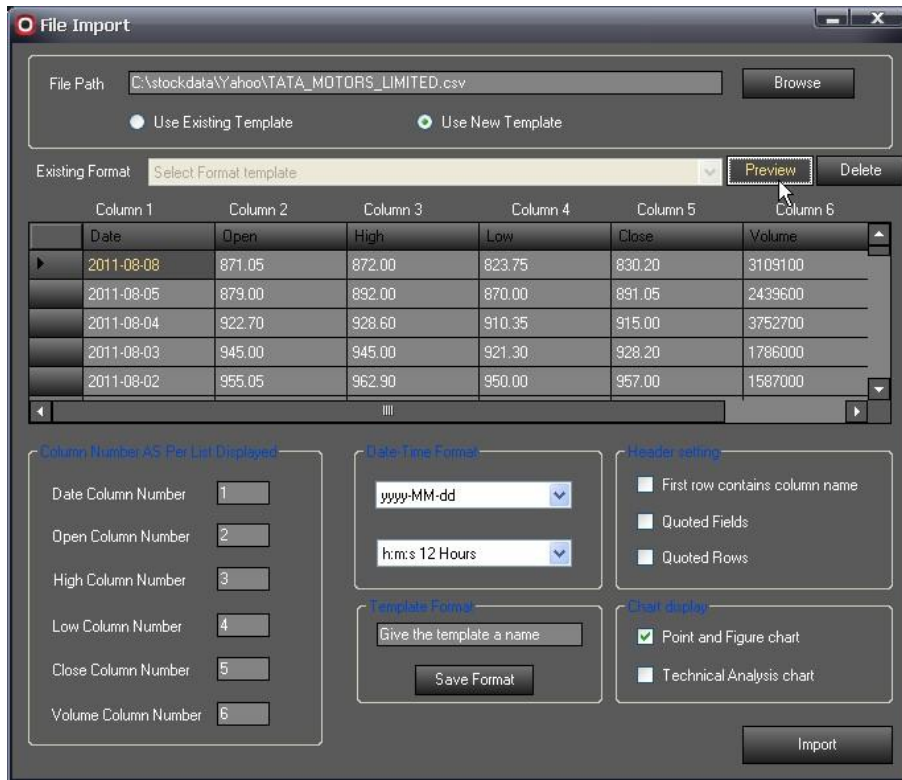 File Import
File Path C:\stockdata\Yahoo\TATA_MOTORS_LIMITED.csv Browse
Use Existing Template Use New Template
Existing Format Select Format template Preview Delete
Column 1 Column 2 Column 3 Column 4 Column 5 Column 6
Date Open High Low Close Volume
2011-08-08 871.05 872.00 823.75 830.20 3109100
2011-08-05 879.00 892.00 870.00 891.05 2439600
2011-08-04 922.70 928.60 910.35 915.00 3752700
2011-08-03 945.00 945.00 921.30 928.20 1786000
2011-08-02 955.05 962.90 950.00 957.00 1587000
Column Number AS Per List Displayed
Date Column Number 1
Open Column Number 2
High Column Number 3
Low Column Number 4
Close Column Number 5
Volume Column Number 6
Date-Time Format
yyyy-MM-dd
h:m:s 12 Hours
Template Format
Give the template a name
Save Format
Header setting
First row contains column name
Quoted Fields
Quoted Rows
Chart display
Point and Figure chart
Technical Analysis chart
Import